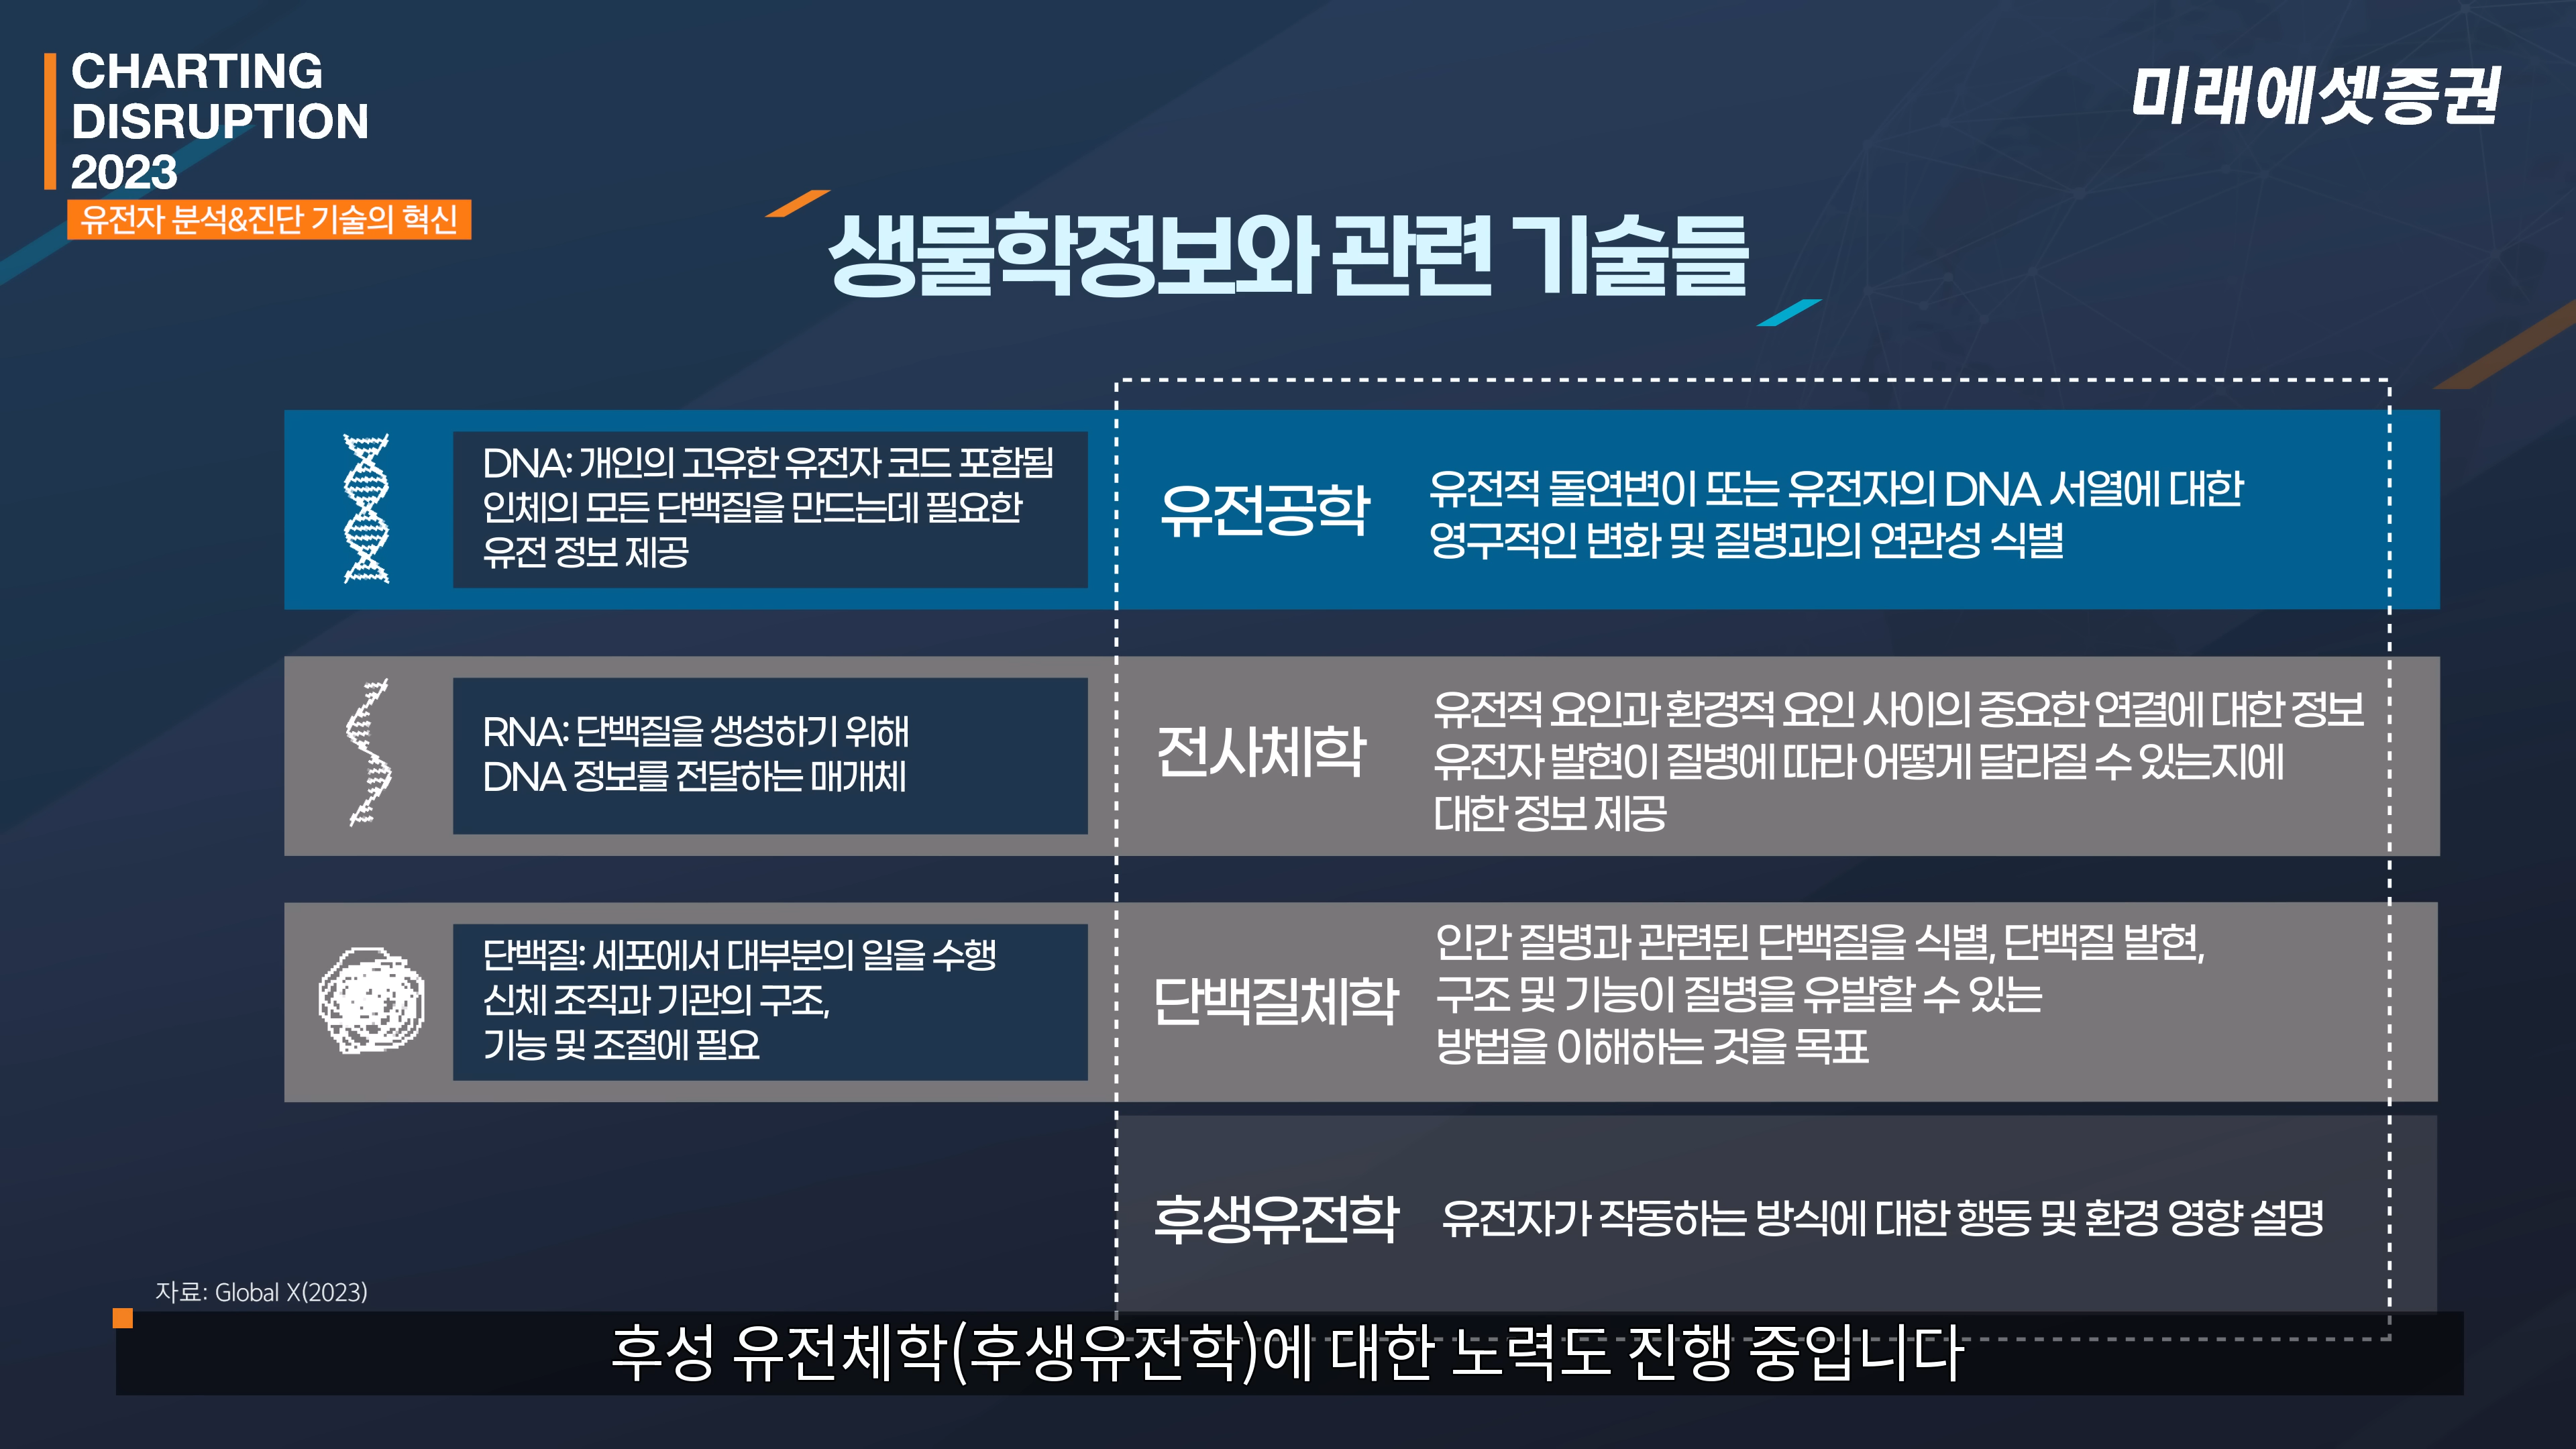 CHARTING
DISRUPTION
2023
유전자 분석&진단 기술의 혁신
미래에셋증권
생물학정보와 관련 기술들
DNA: 개인의 고유한 유전자 코드 포함됨
인체의 모든 단백질을 만드는데 필요한
유전 정보 제공
유전공학
유전적 돌연변이 또는 유전자의 DNA 서열에 대한
영구적인 변화 및 질병과의 연관성 식별
RNA: 단백질을 생성하기 위해
DNA 정보를 전달하는 매개체
전사체학
유전적 요인과 환경적 요인 사이의 중요한 연결에 대한 정보
유전자 발현이 질병에 따라 어떻게 달라질 수 있는지에
대한 정보 제공
단백질: 세포에서 대부분의 일을 수행
신체 조직과 기관의 구조,
기능 및 조절에 필요
단백질체학
인간 질병과 관련된 단백질을 식별, 단백질 발현,
구조 및 기능이 질병을 유발할 수 있는
방법을 이해하는 것을 목표
후생유전학
유전자가 작동하는 방식에 대한 행동 및 환경 영향 설명
자료: Global X(2023)
후성 유전체학(후생유전학)에 대한 노력도 진행 중입니다